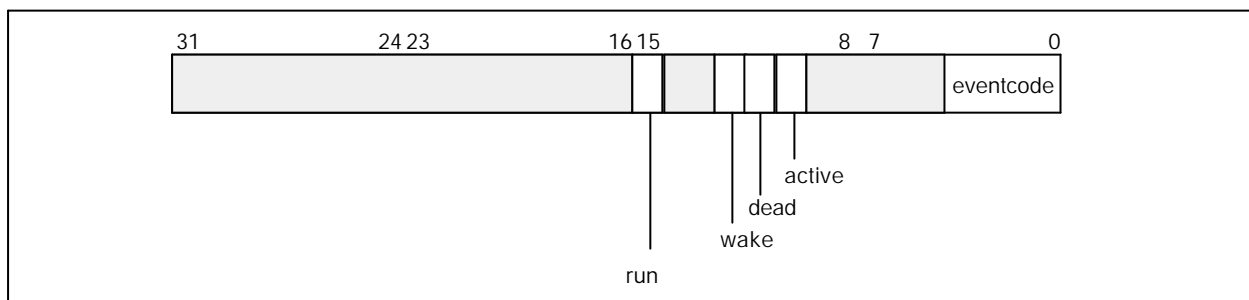 31 24 23 16 15 8 7 0
eventcode
active
dead
wake
run